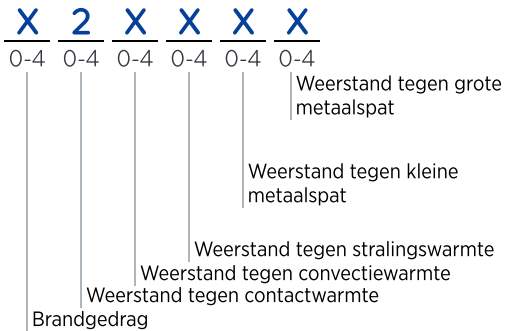 X 2 X X X X
0-4 0-4 0-4 0-4 0-4 0-4
Weerstand tegen grote
metaalspat
Weerstand tegen kleine
metaalspat
Weerstand tegen stralingswarmte
Weerstand tegen convectiewarmte
Weerstand tegen contactwarmte
Brandgedrag